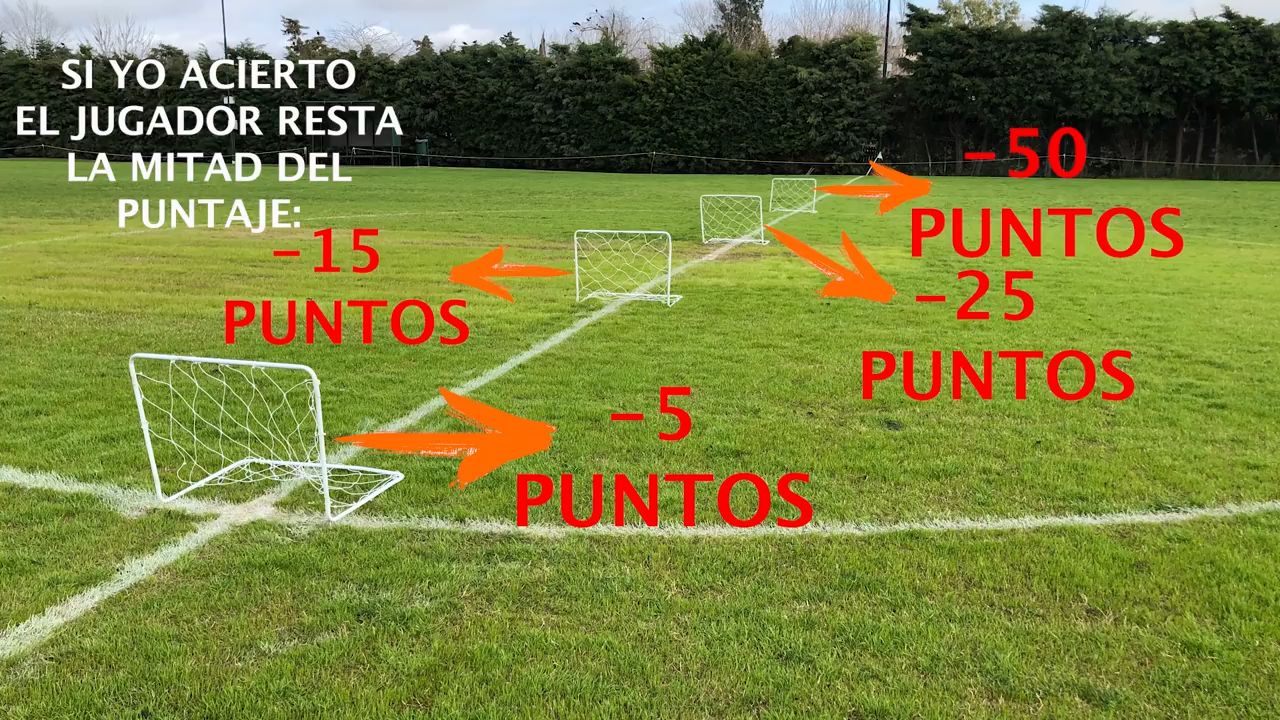 SI YO ACIERTO
EL JUGADOR RESTA
LA MITAD DEL
PUNTAJE:
-15
PUNTOS
-50
PUNTOS
-25
PUNTOS
-5
PUNTOS